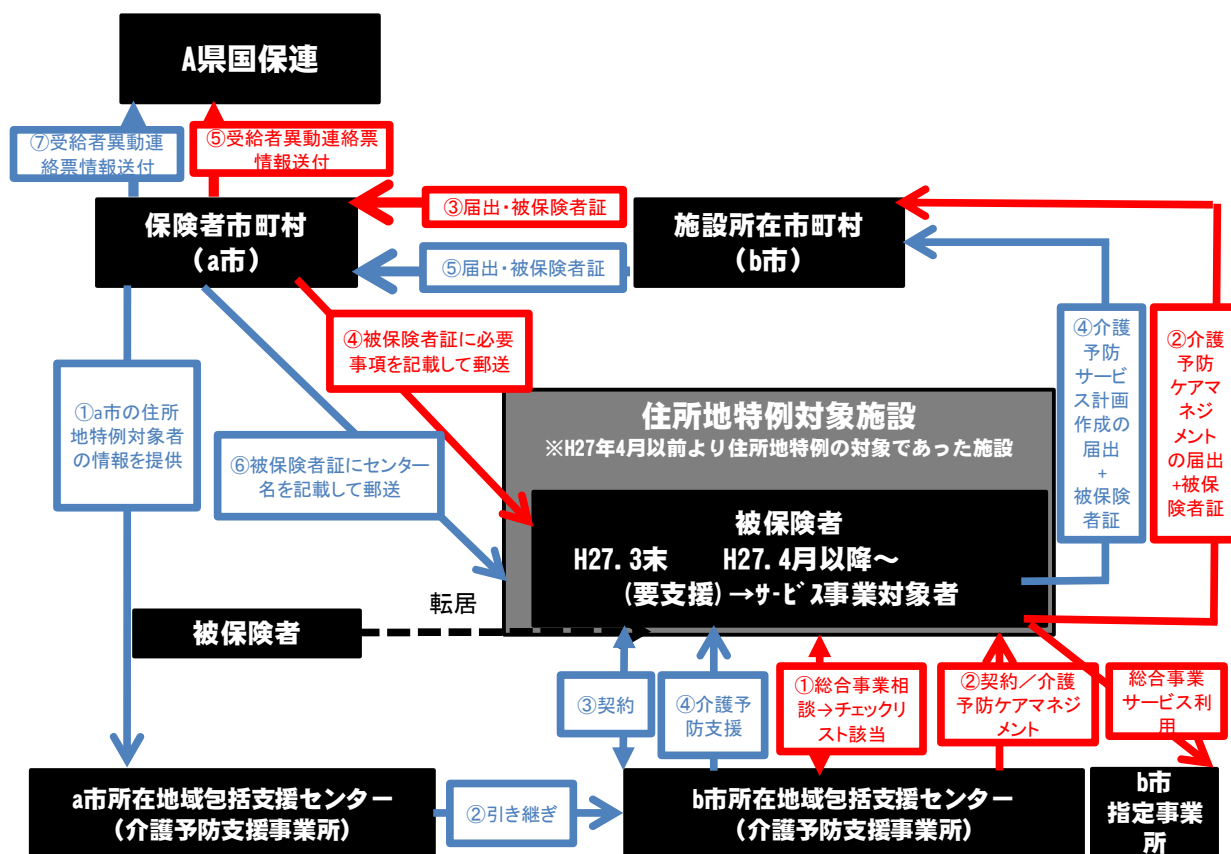 A県国保連
⑦受給者異動連
絡票情報送付
⑤受給者異動連絡票
情報送付
保険者市町村
(a市)
③届出・被保険者証
⑤届出・被保険者証
施設所在市町村
(b市)
④被保険者証に必要
事項を記載して郵送
④介護
予防
サービ
ス計画
作成の
届出
+
被保険
者証
②介護
予防
ケアマ
ネジ
メント
の届出
+被保
険者証
①a市の住所
地特例対象者
の情報を提供
⑥被保険者証にセンター
名を記載して郵送
住所地特例対象施設
※H27年4月以前より住所地特例の対象であった施設
被保険者
H27.3末 H27.4月以降～
(要支援)→サービス事業対象者
転居
被保険者
③契約
④介護予
防支援
①総合事業相
談→チェックリ
スト該当
②契約／介護
予防ケアマネジ
メント
総合事業
サービス利
用
a市所在地域包括支援センター
(介護予防支援事業所)
②引き継ぎ
b市所在地域包括支援センター
(介護予防支援事業所)
b市
指定事業
所